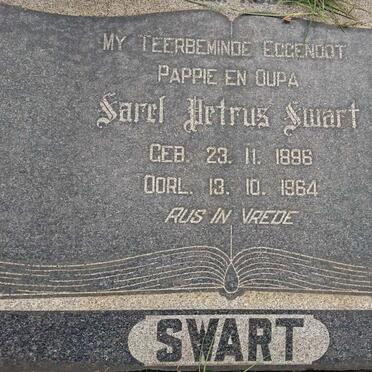 MY TEERBEMINDE EGGENOOT
PAPPIE EN OUPA
Sarel Petrus Swart
GEB. 23. 11. 1896
OORL. 13. 10. 1964
RUS IN VREDE
SWART